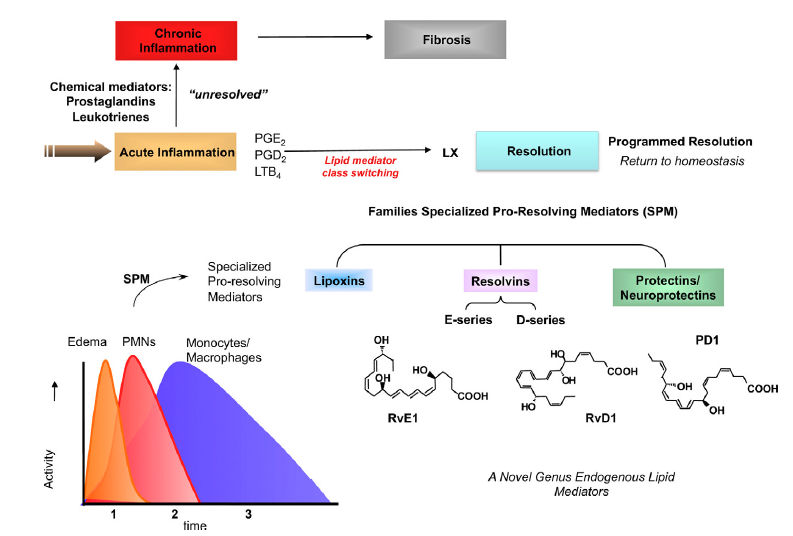 Chronic
Inflammation
Fibrosis
Chemical mediators:
Prostaglandins
Leukotrienes
“unresolved”
Acute Inflammation
PGE2
PGD2
LTB4
Lipid mediator
class switching
LX
Resolution
Programmed Resolution
Return to homeostasis
Families Specialized Pro-Resolving Mediators (SPM)
SPM
Specialized
Pro-resolving
Mediators
Lipoxins
Resolvins
Protectins/
Neuroprotectins
E-series
D-series
Edema
PMNs
Monocytes/
Macrophages
Activity
1
2
3
time
OH
OH
OH
COOH
RvE1
HO
OH
COOH
HO
RvD1
PD1
OH
OH
COOH
A Novel Genus Endogenous Lipid
Mediators